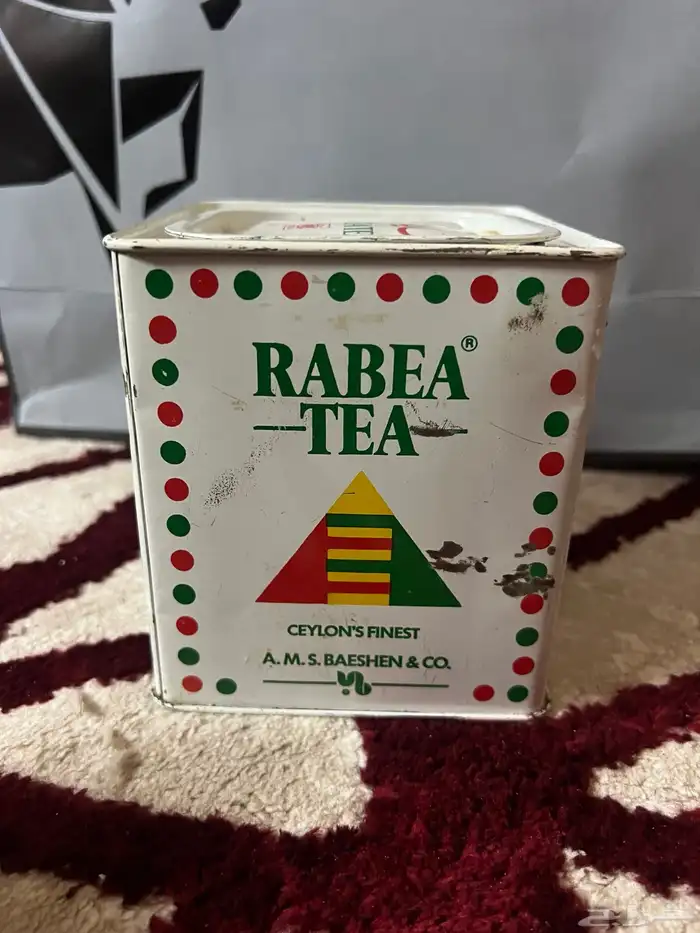 RABEA®
TEA
CEYLON'S FINEST
A.M.S. BAESHEN & CO.